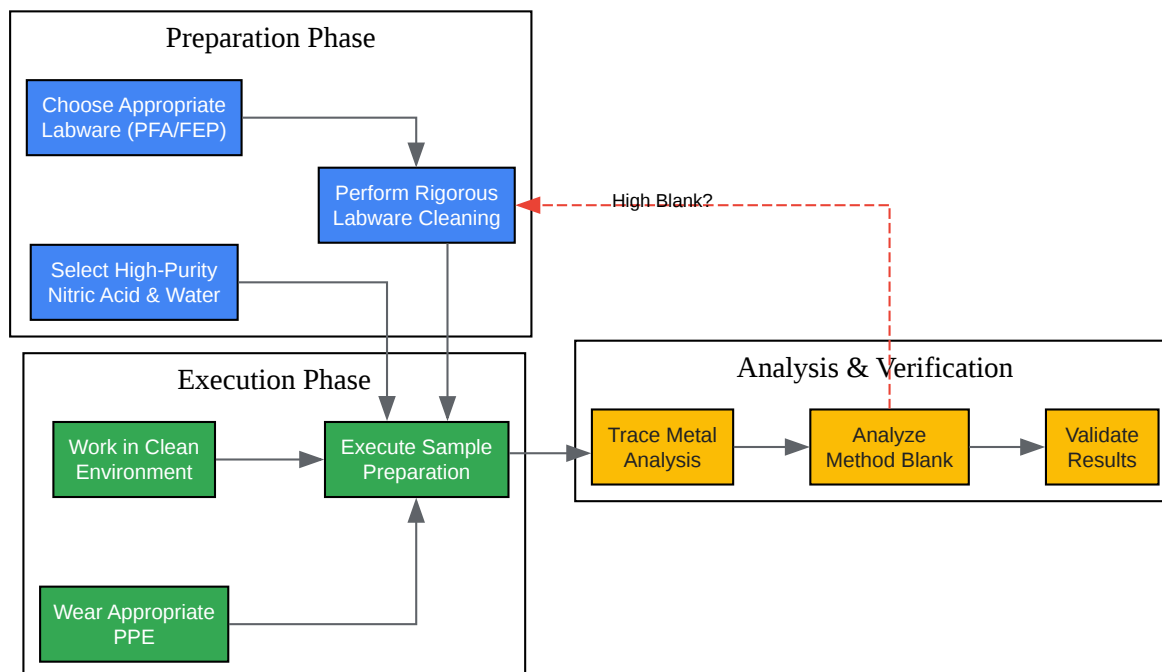 Preparation Phase
Choose Appropriate
Labware (PFA/FEP)
Perform Rigorous
Labware Cleaning
High Blank?
Select High-Purity
Nitric Acid & Water
Execution Phase
Work in Clean
Environment
Execute Sample
Preparation
Wear Appropriate
PPE
Analysis & Verification
Trace Metal
Analysis
Analyze
Method Blank
Validate
Results